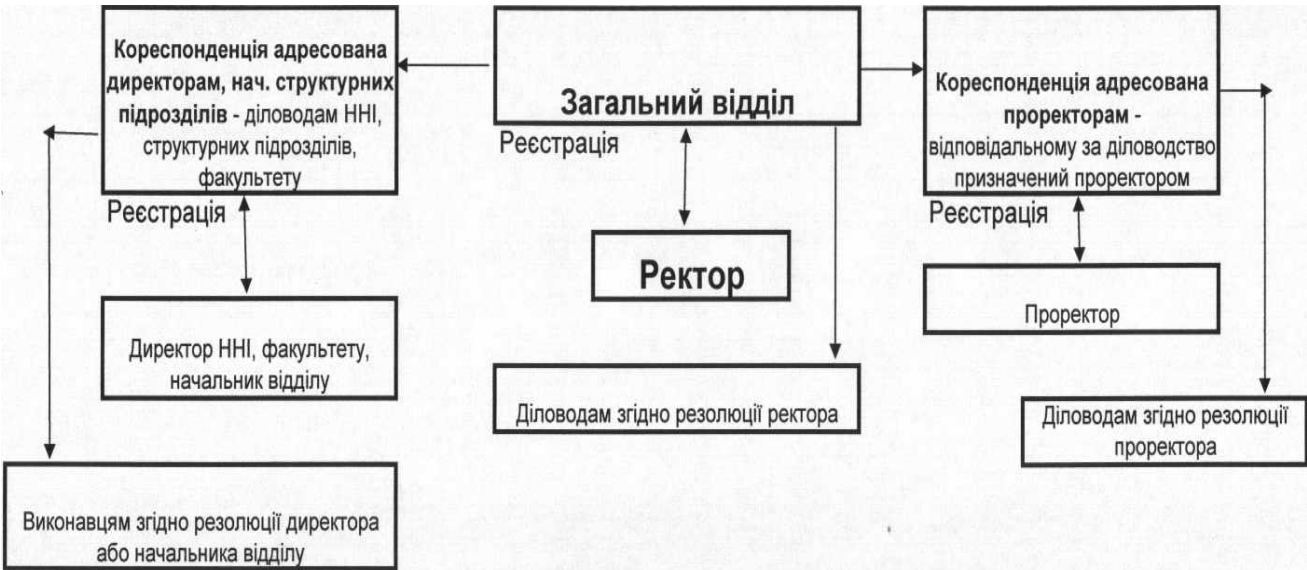 Кореспонденція адресована
директорам, нач. структурних
підрозділів - діловодам ННІ,
структурних підрозділів,
факультету
Реєстрація
Директор ННІ, факультету,
начальник відділу
Виконавцям згідно резолюції директора
або начальника відділу
Загальний відділ
Реєстрація
Ректор
Діловодам згідно резолюції ректора
Кореспонденція адресована
проректорам -
відповідальному за діловодство
призначений проректором
Реєстрація
Проректор
Діловодам згідно резолюції
проректора